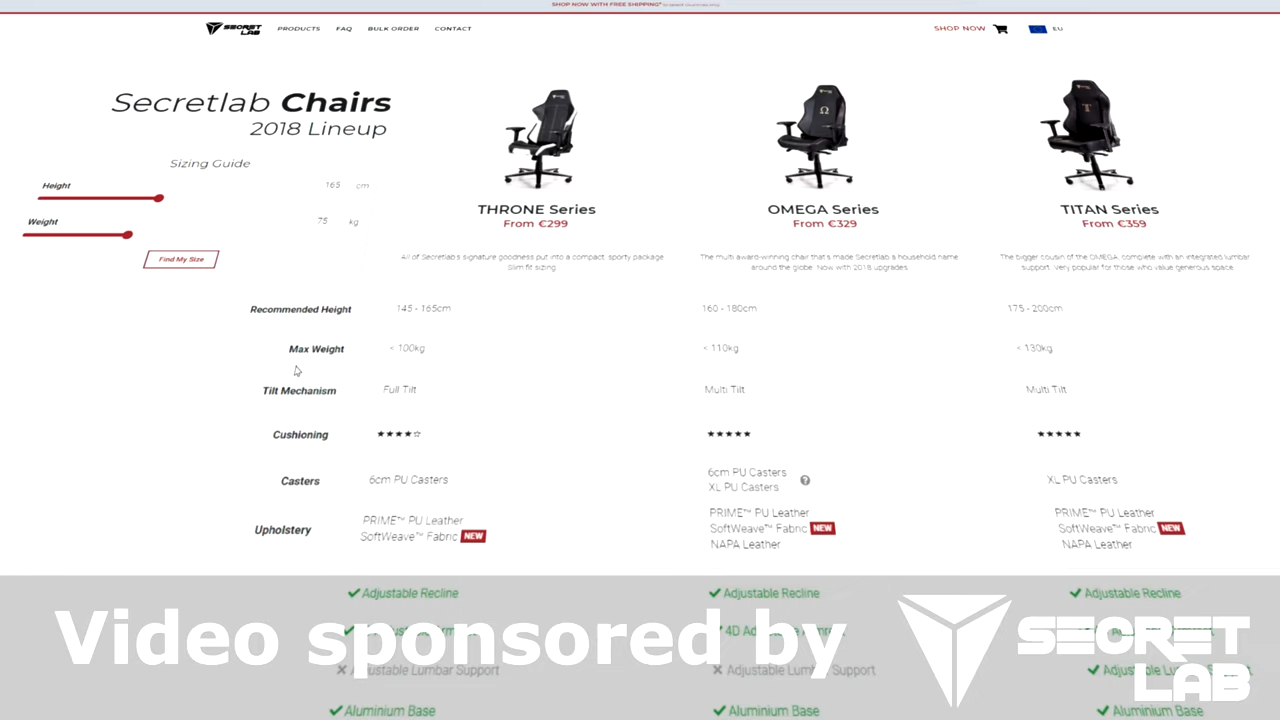 SHOP NOW WITH FREE SHIPPING*
SECRET LAB
PRODUCTS FAQ BULK ORDER CONTACT
SHOP NOW EU
Secretlab Chairs
2018 Lineup
Sizing Guide
Height 165 cm
Weight 75 kg
Find My Size
THRONE Series
From €299
All of Secretlab's signature goodness put into a compact, sporty package.
Slim fit sizing.
OMEGA Series
From €329
The multi award-winning chair that's made Secretlab a household name
around the globe. Now with 2018 upgrades.
TITAN Series
From €359
The bigger cousin of the OMEGA, complete with an integrated lumbar
support. Very popular for those who value generous space.
Recommended Height 145 - 165cm 160 - 180cm 175 - 200cm
Max Weight < 100kg < 110kg < 130kg
Tilt Mechanism Full Tilt Multi Tilt Multi Tilt
Cushioning ★★★★☆ ★★★★★ ★★★★★
Casters 6cm PU Casters 6cm PU Casters XL PU Casters ? XL PU Casters
Upholstery
PRIME™ PU Leather
SoftWeave™ Fabric NEW
PRIME™ PU Leather
SoftWeave™ Fabric NEW
NAPA Leather
PRIME™ PU Leather
SoftWeave™ Fabric NEW
NAPA Leather
Adjustable Recline Adjustable Recline Adjustable Recline
Video sponsored by SECRET LAB
Adjustable Lumbar Support Adjustable Lumbar Support
Aluminium Base Aluminium Base Aluminium Base